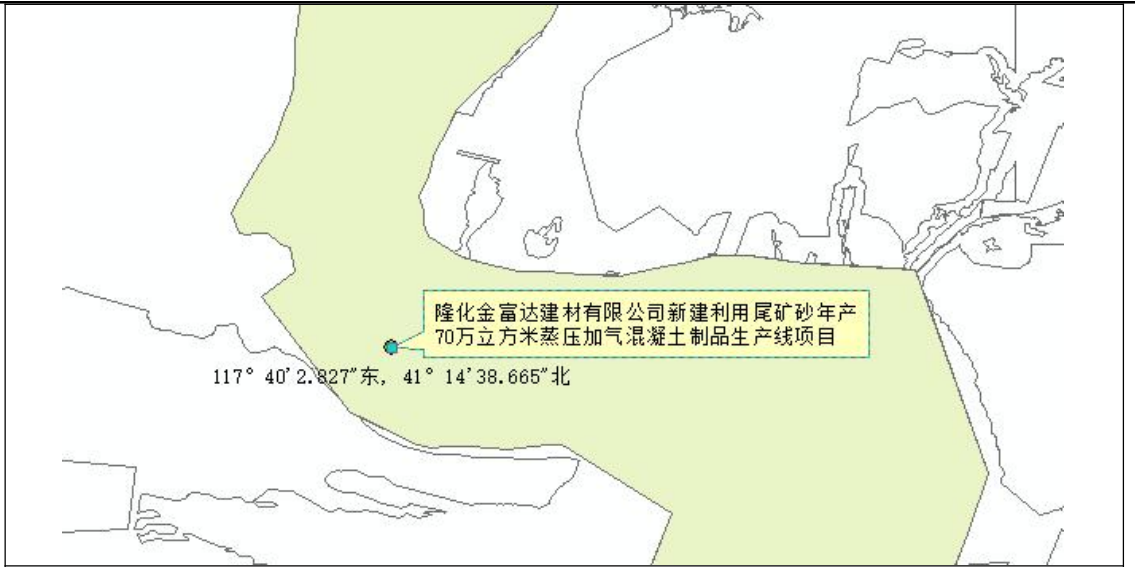 隆化金富达建材有限公司新建利用尾矿砂年产
70万立方米蒸压加气混凝土制品生产线项目
117° 40′2.827″东, 41° 14′38.665″北